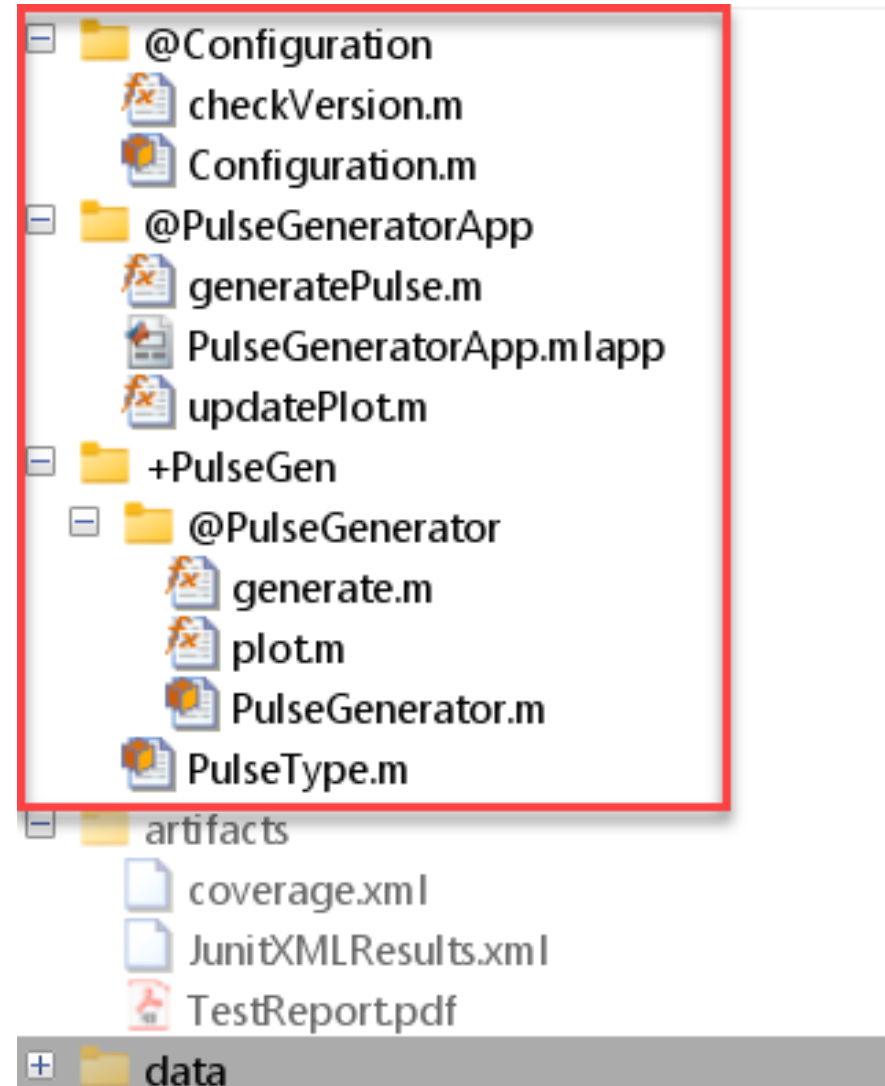 @Configuration
checkVersion.m
Configuration.m
@PulseGeneratorApp
generatePulse.m
PulseGeneratorApp.mlapp
updatePlot.m
+PulseGen
@PulseGenerator
generate.m
plot.m
PulseGenerator.m
PulseType.m
artifacts
coverage.xml
JunitXMLResults.xml
TestReport.pdf
data